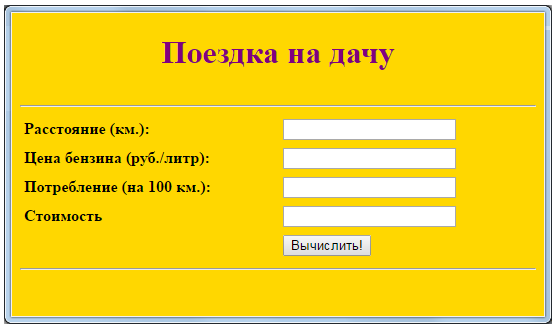 Поездка на дачу
Расстояние (км.):
Цена бензина (руб./литр):
Потребление (на 100 км.):
Стоимость
Вычислить!